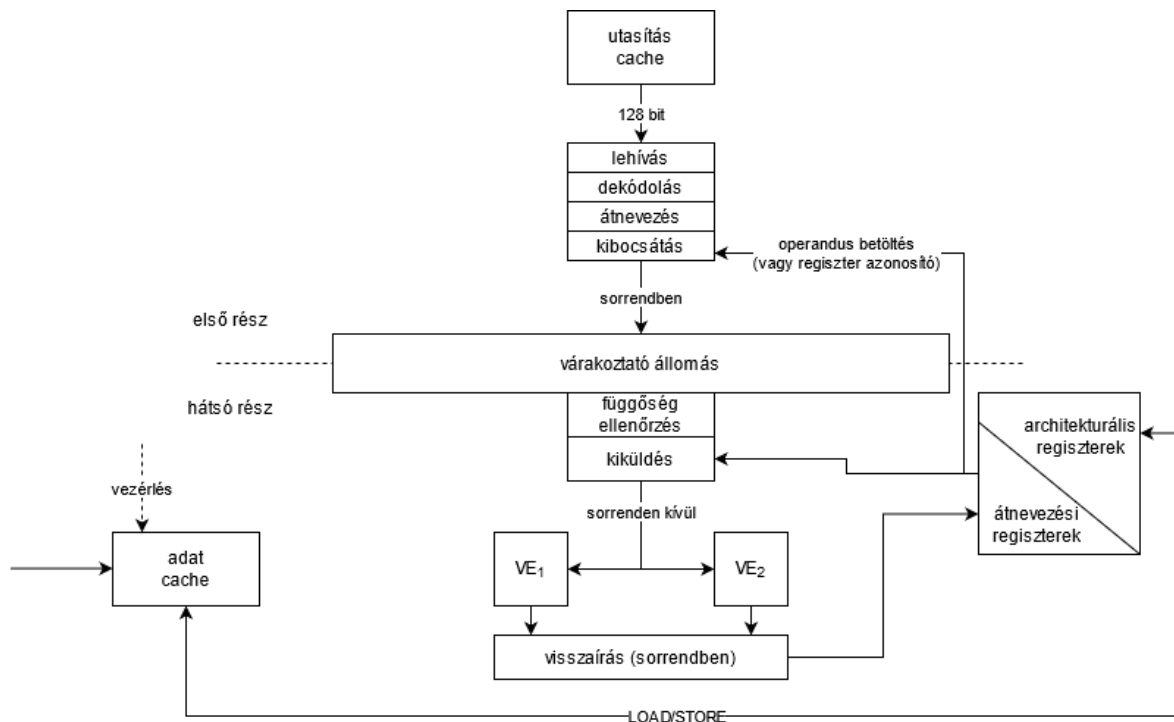 utasítás
cache
128 bit
lehívás
dekódolás
átnevezés
kibocsátás
operandus betöltés
(vagy regiszter azonosító)
sorrendben
első rész
várakoztató állomás
hátsó rész
függőség
ellenőrzés
kiküldés
architekturális
regiszterek
átnevezési
regiszterek
vezérlés
sorrenden kívül
adat
cache
VE1
VE2
visszaírás (sorrendben)
LOAD/STORE